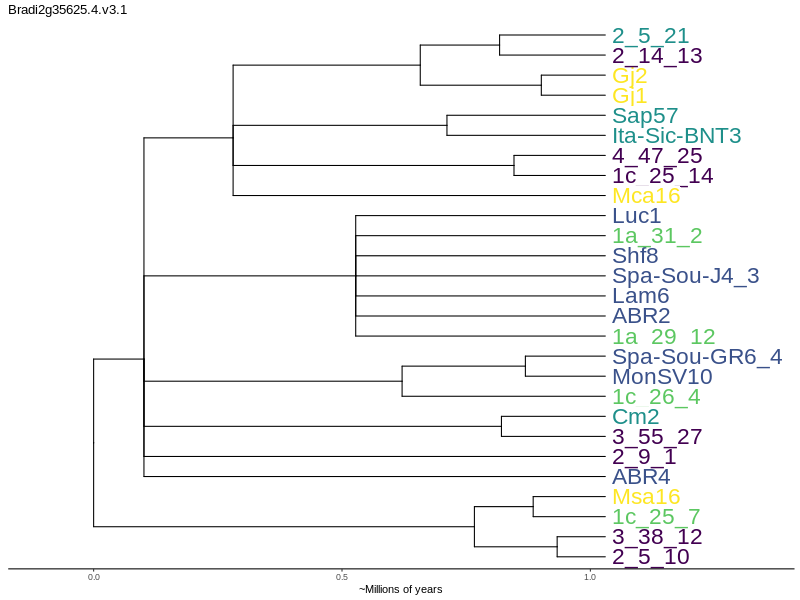 Bradi2g35625.4.v3.1
2_5_21
2_14_13
Gj2
Gj1
Sap57
Ita-Sic-BNT3
4_47_25
1c_25_14
Mca16
Luc1
1a_31_2
Shf8
Spa-Sou-J4_3
Lam6
ABR2
1a_29_12
Spa-Sou-GR6_4
MonSV10
1c_26_4
Cm2
3_55_27
2_9_1
ABR4
Msa16
1c_25_7
3_38_12
2_5_10
0.0 0.5 1.0
~Millions of years